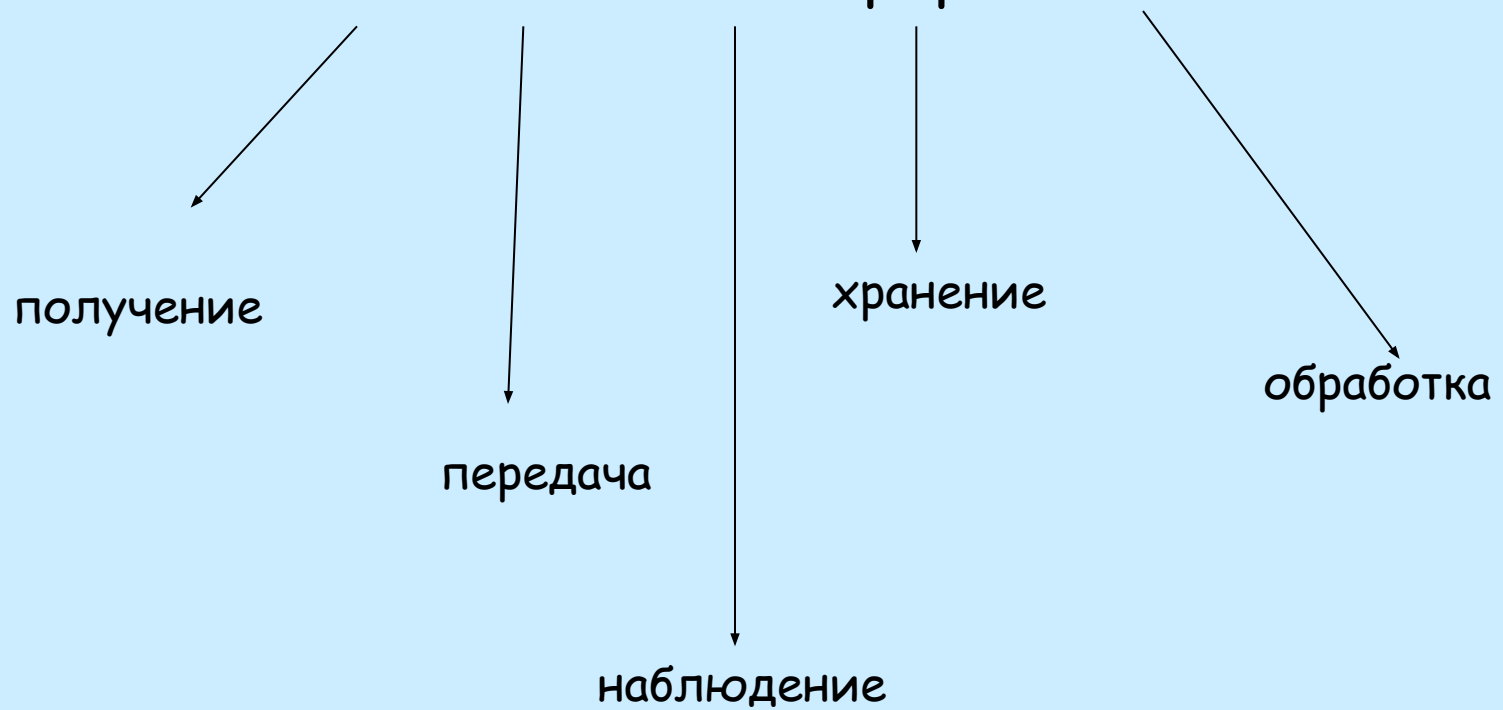 получение
хранение
обработка
передача
наблюдение